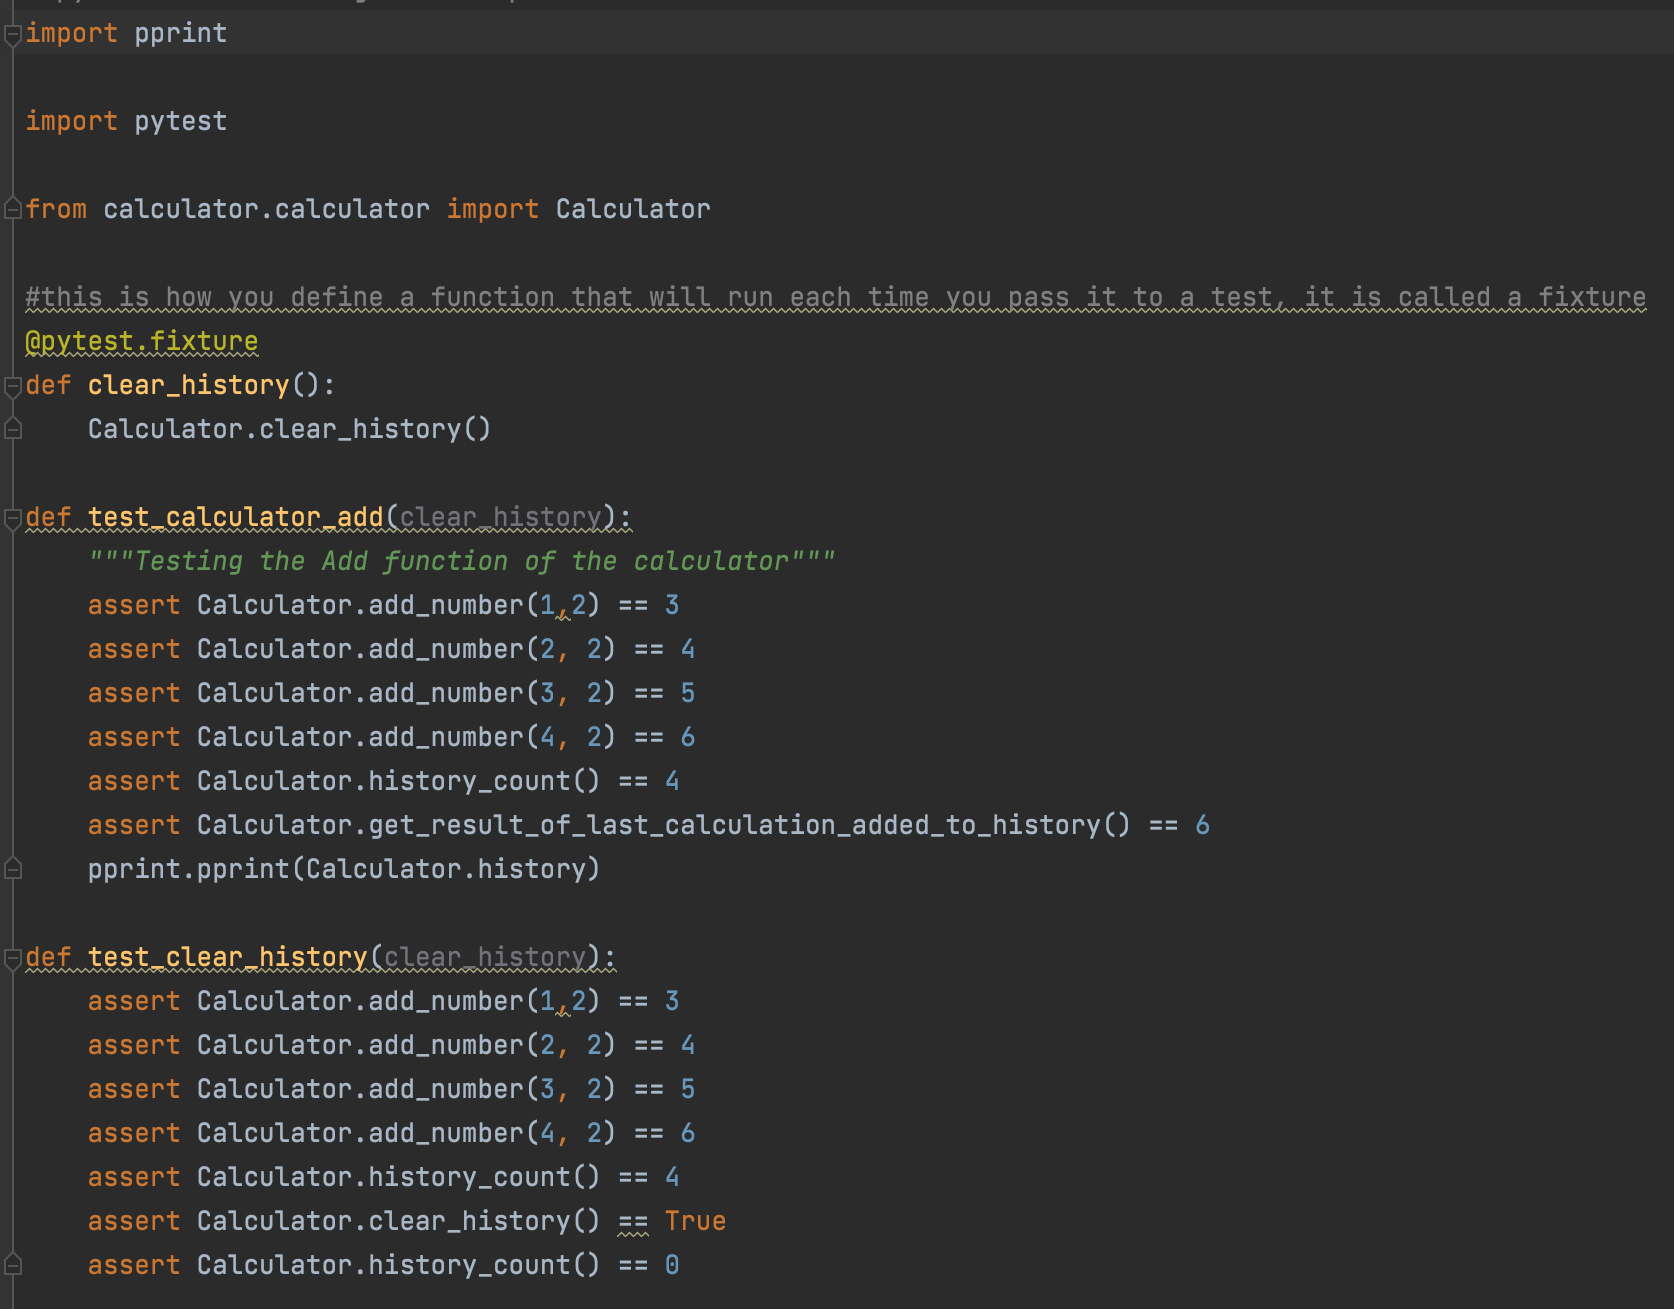 import pprint
import pytest
from calculator.calculator import Calculator
#this is how you define a function that will run each time you pass it to a test, it is called a fixture
@pytest.fixture
def clear_history():
    Calculator.clear_history()
def test_calculator_add(clear_history):
    """Testing the Add function of the calculator"""
    assert Calculator.add_number(1,2) == 3
    assert Calculator.add_number(2, 2) == 4
    assert Calculator.add_number(3, 2) == 5
    assert Calculator.add_number(4, 2) == 6
    assert Calculator.history_count() == 4
    assert Calculator.get_result_of_last_calculation_added_to_history() == 6
    pprint.pprint(Calculator.history)
def test_clear_history(clear_history):
    assert Calculator.add_number(1,2) == 3
    assert Calculator.add_number(2, 2) == 4
    assert Calculator.add_number(3, 2) == 5
    assert Calculator.add_number(4, 2) == 6
    assert Calculator.history_count() == 4
    assert Calculator.clear_history() == True
    assert Calculator.history_count() == 0